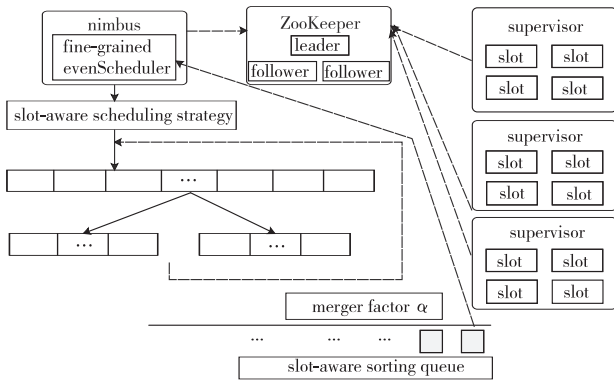 nimbus
fine-grained
evenScheduler
ZooKeeper
leader
follower follower
supervisor
slot slot
slot slot
slot-aware scheduling strategy
supervisor
slot slot
slot slot
...
... ...
supervisor
slot slot
slot slot
merger factor α
... ... ...
slot-aware sorting queue